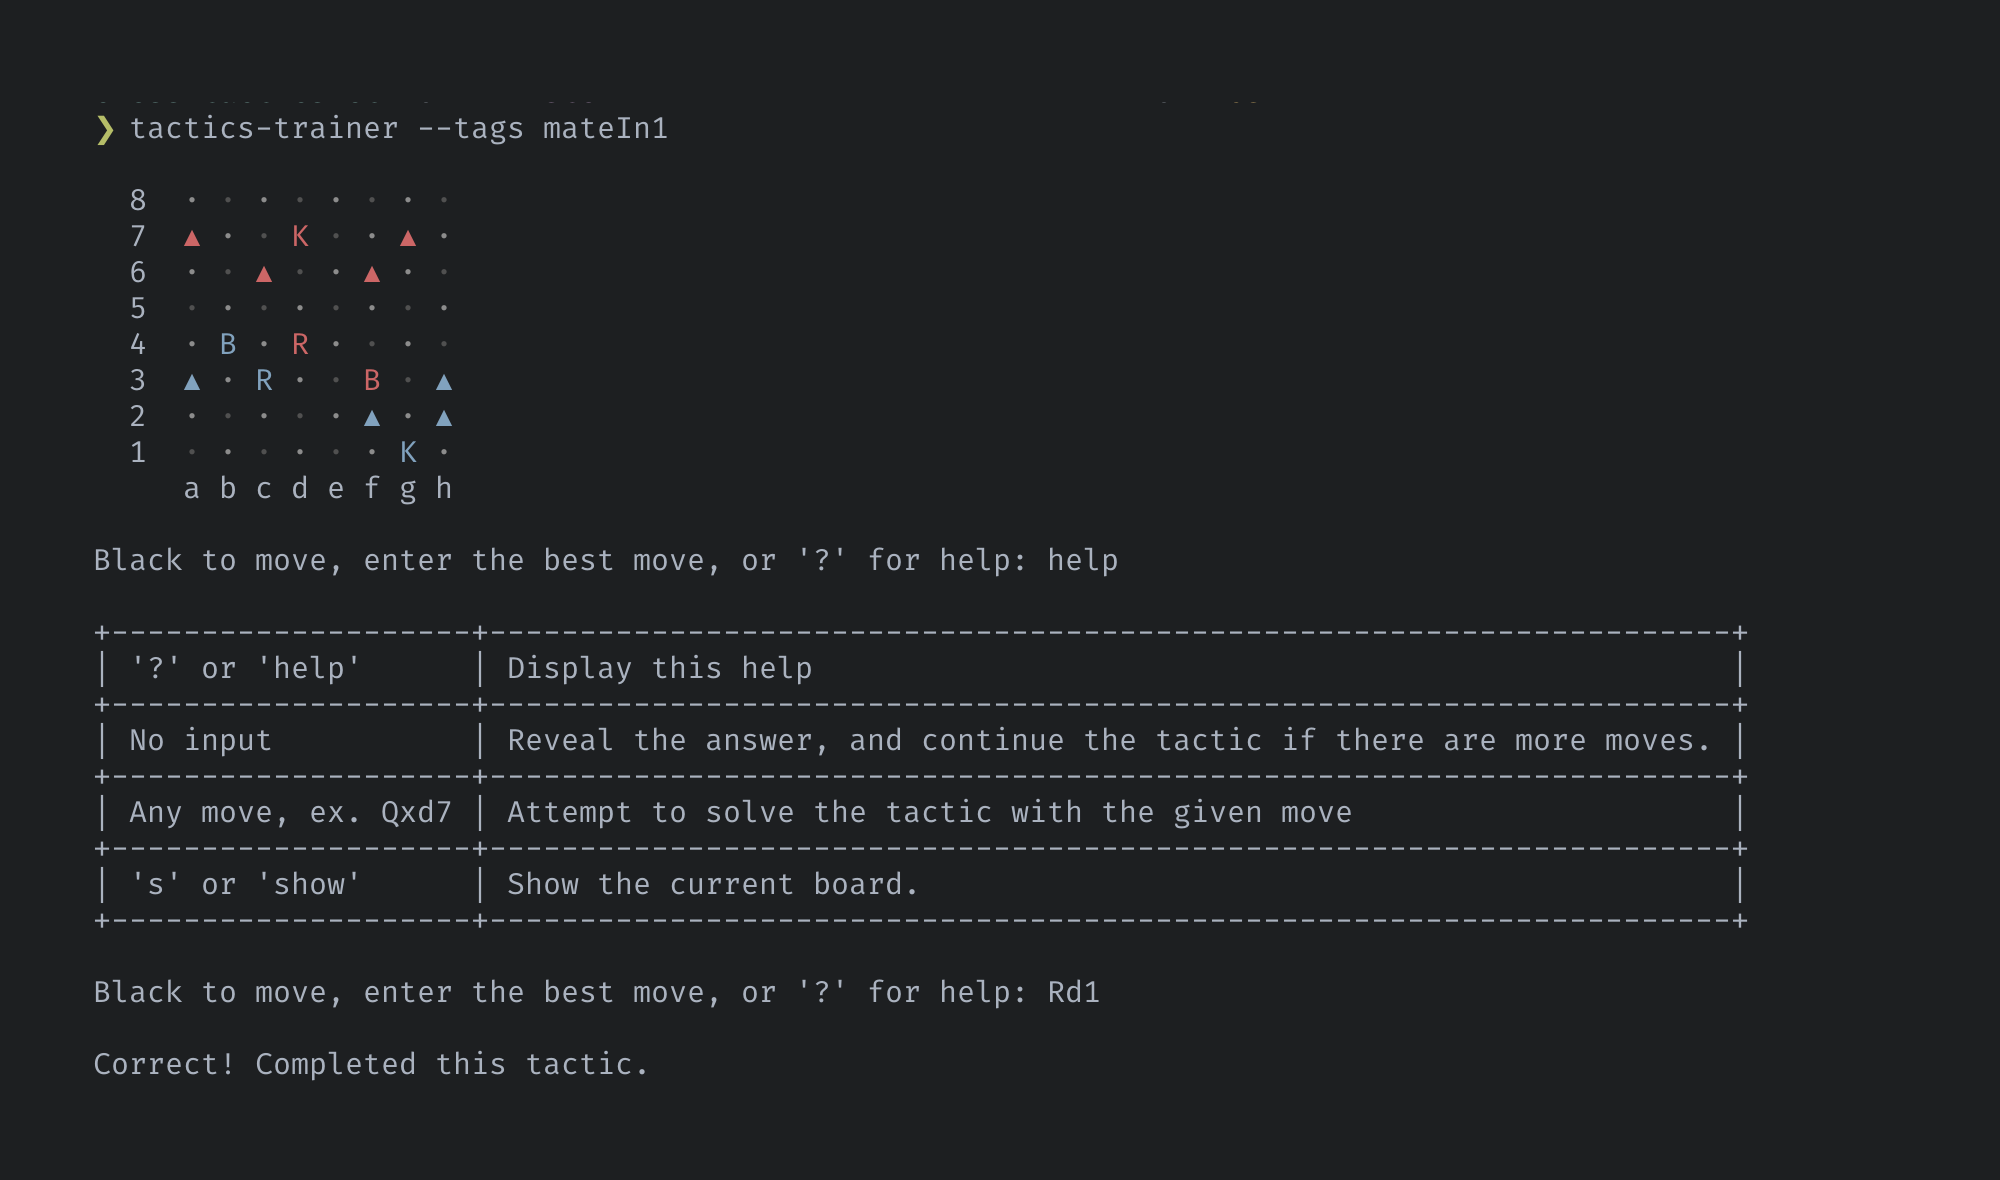 ❯ tactics-trainer --tags mateIn1
8 · · · · · · · ·
7 ▲ · · K · · ▲ ·
6 · · ▲ · · ▲ · ·
5 · · · · · · · ·
4 · B · R · · · ·
3 ▲ · R · · B · ▲
2 · · · · · ▲ · ▲
1 · · · · · · K ·
a b c d e f g h
Black to move, enter the best move, or '?' for help: help
+--------------------+---------------------------------------------------------------------+
| '?' or 'help'      | Display this help                                                   |
+--------------------+---------------------------------------------------------------------+
| No input           | Reveal the answer, and continue the tactic if there are more moves. |
+--------------------+---------------------------------------------------------------------+
| Any move, ex. Qxd7 | Attempt to solve the tactic with the given move                     |
+--------------------+---------------------------------------------------------------------+
| 's' or 'show'      | Show the current board.                                             |
+--------------------+---------------------------------------------------------------------+
Black to move, enter the best move, or '?' for help: Rd1
Correct! Completed this tactic.